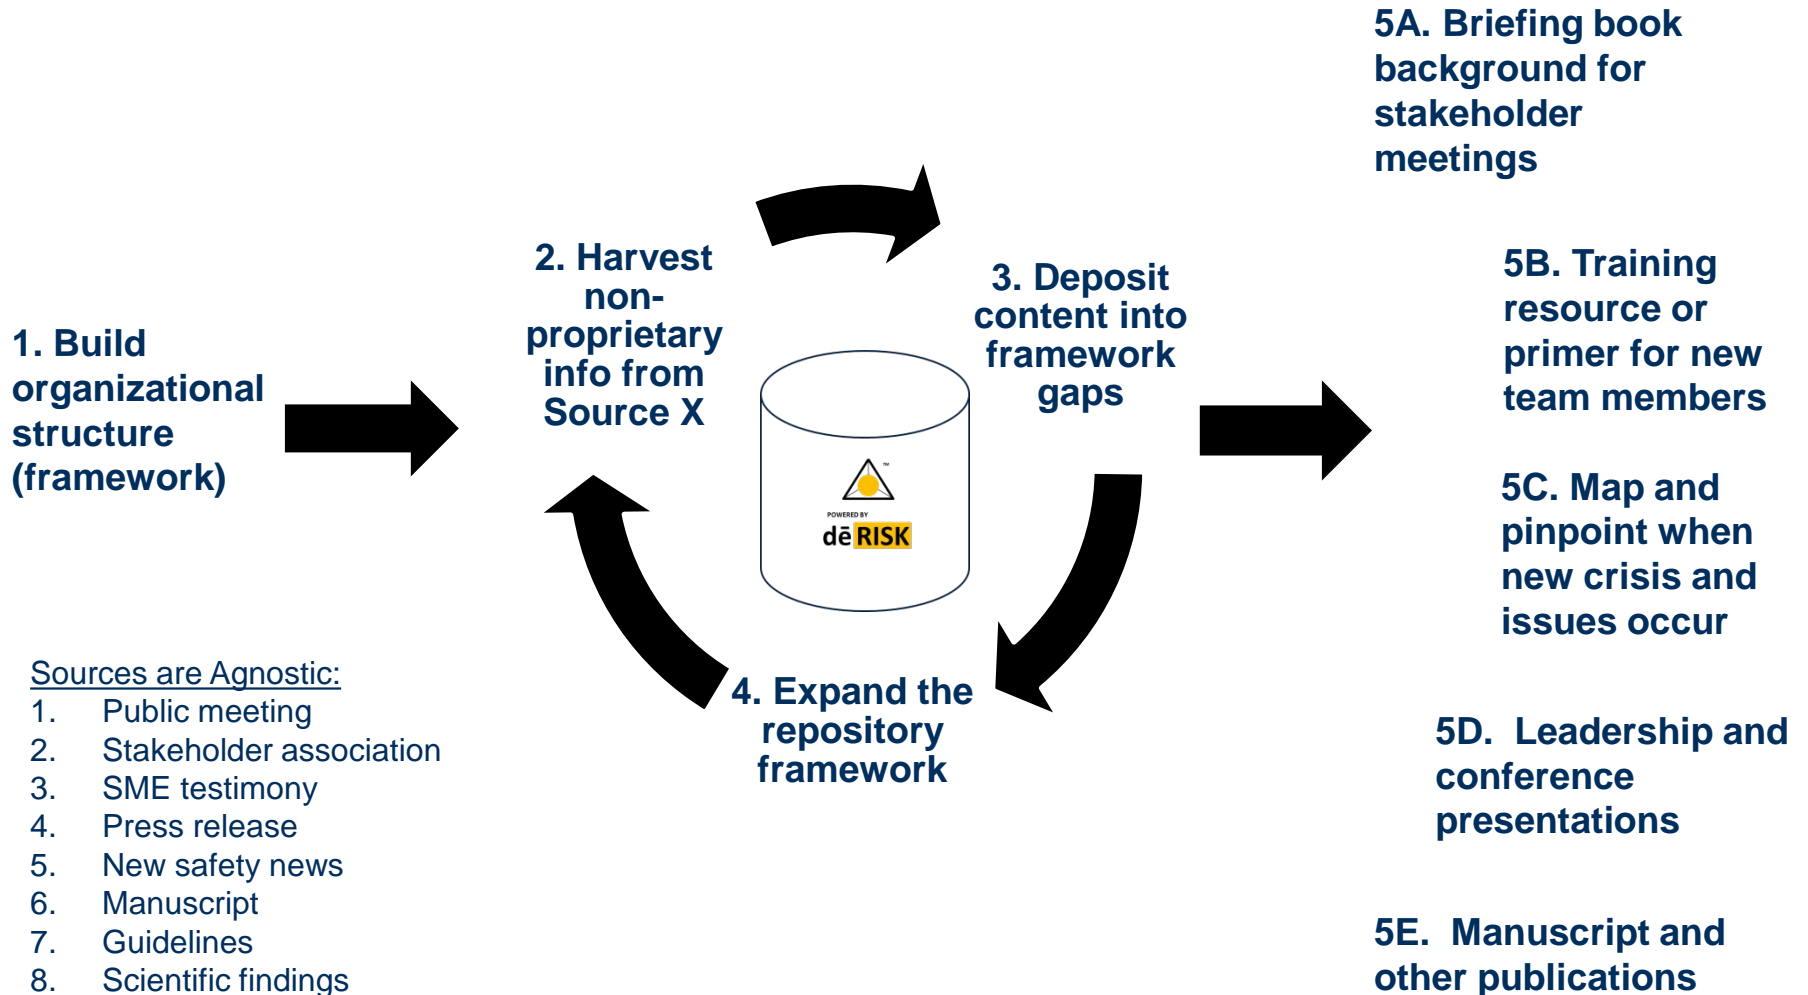 1. Build
organizational
structure
(framework)
2. Harvest
non-
proprietary
info from
Source X
3. Deposit
content into
framework
gaps
4. Expand the
repository
framework
™
POWERED BY
dē RISK
5A. Briefing book
background for
stakeholder
meetings
5B. Training
resource or
primer for new
team members
5C. Map and
pinpoint when
new crisis and
issues occur
5D. Leadership and
conference
presentations
5E. Manuscript and
other publications
Sources are Agnostic:
1. Public meeting
2. Stakeholder association
3. SME testimony
4. Press release
5. New safety news
6. Manuscript
7. Guidelines
8. Scientific findings